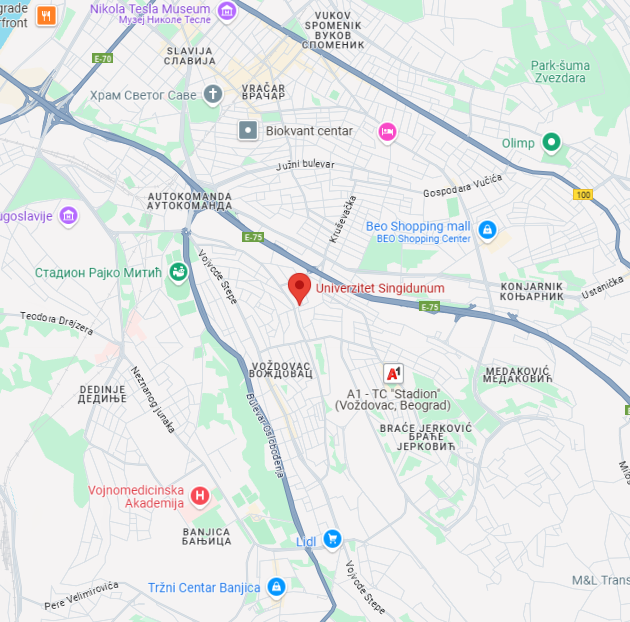 grade
rfront
Nikola Tesla Museum
Музеј Николе Тесле
VUKOV
SPOMENIK
ВУКОВ
СПОМЕНИК
E-70
SLAVIJA
СЛАВИЈА
Park-šuma
Zvezdara
Храм Светог Саве
VRAČAR
ВРАЧАР
Biokvant centar
Olimp
Južni bulevar
Gospodara Vučića
100
AUTOKOMANDA
АУТОКОМАНДА
Kruševačka
ugoslavije
Beo Shopping mall
BEO Shopping Center
E-75
Vojvode Stepe
Стадион Рајко Митић
Univerzitet Singidunum
KONJARNIK
КОЊАРНИК
Ustanička
E-75
Teodora Drajzera
VOŽDOVAC
ВОЖДОВАЦ
A1
MEDAKOVIĆ
МЕДАКОВИЋ
DEDINJE
ДЕДИЊЕ
Neznanog junaka
A1 - TC "Stadion"
(Voždovac, Beograd)
Bulevar oslobođenja
BRAĆE JERKOVIĆ
БРАЋЕ
ЈЕРКОВИЋ
Vojnomedicinska
Akademija
H
BANJICA
БАЊИЦА
Lidl
Tržni Centar Banjica
Vojvode Stepe
M&L Trans
Pere Velimirovića